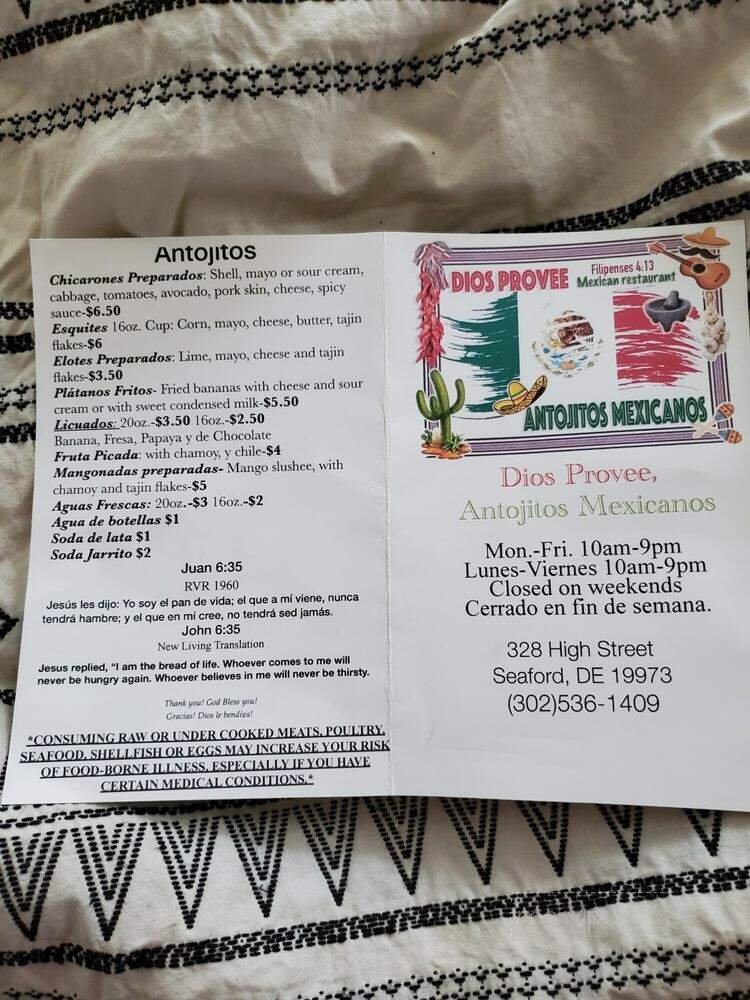 Antojitos
Chicarones Preparados: Shell, mayo or sour cream,
cabbage, tomatoes, avocado, pork skin, cheese, spicy
sauce-$6.50
Esquites 16oz. Cup: Corn, mayo, cheese, butter, tajin
flakes-$6
Elotes Preparados: Lime, mayo, cheese and tajin
flakes-$3.50
Plátanos Fritos- Fried bananas with cheese and sour
cream or with sweet condensed milk-$5.50
Licuados: 20oz.-$3.50 16oz.-$2.50
Banana, Fresa, Papaya y de Chocolate
Fruta Picada: with chamoy, y chile-$4
Mangonadas preparadas- Mango slushee, with
chamoy and tajin flakes-$5
Aguas Frescas: 20oz.-$3 16oz.-$2
Agua de botellas $1
Soda de lata $1
Soda Jarrito $2
Juan 6:35
RVR 1960
Jesús les dijo: Yo soy el pan de vida; el que a mí viene, nunca
tendrá hambre; y el que en mí cree, no tendrá sed jamás.
John 6:35
New Living Translation
Jesus replied, "I am the bread of life. Whoever comes to me will
never be hungry again. Whoever believes in me will never be thirsty.
Thank you! God Bless you!
Gracias! Dios le bendiga!
*CONSUMING RAW OR UNDER COOKED MEATS, POULTRY,
SEAFOOD, SHELLFISH OR EGGS MAY INCREASE YOUR RISK
OF FOOD-BORNE ILLNESS, ESPECIALLY IF YOU HAVE
CERTAIN MEDICAL CONDITIONS.*
DIOS PROVEE
Filipenses 4:13
Mexican restaurant
ANTOJITOS MEXICANOS
Dios Provee,
Antojitos Mexicanos
Mon.-Fri. 10am-9pm
Lunes-Viernes 10am-9pm
Closed on weekends
Cerrado en fin de semana.
328 High Street
Seaford, DE 19973
(302)536-1409